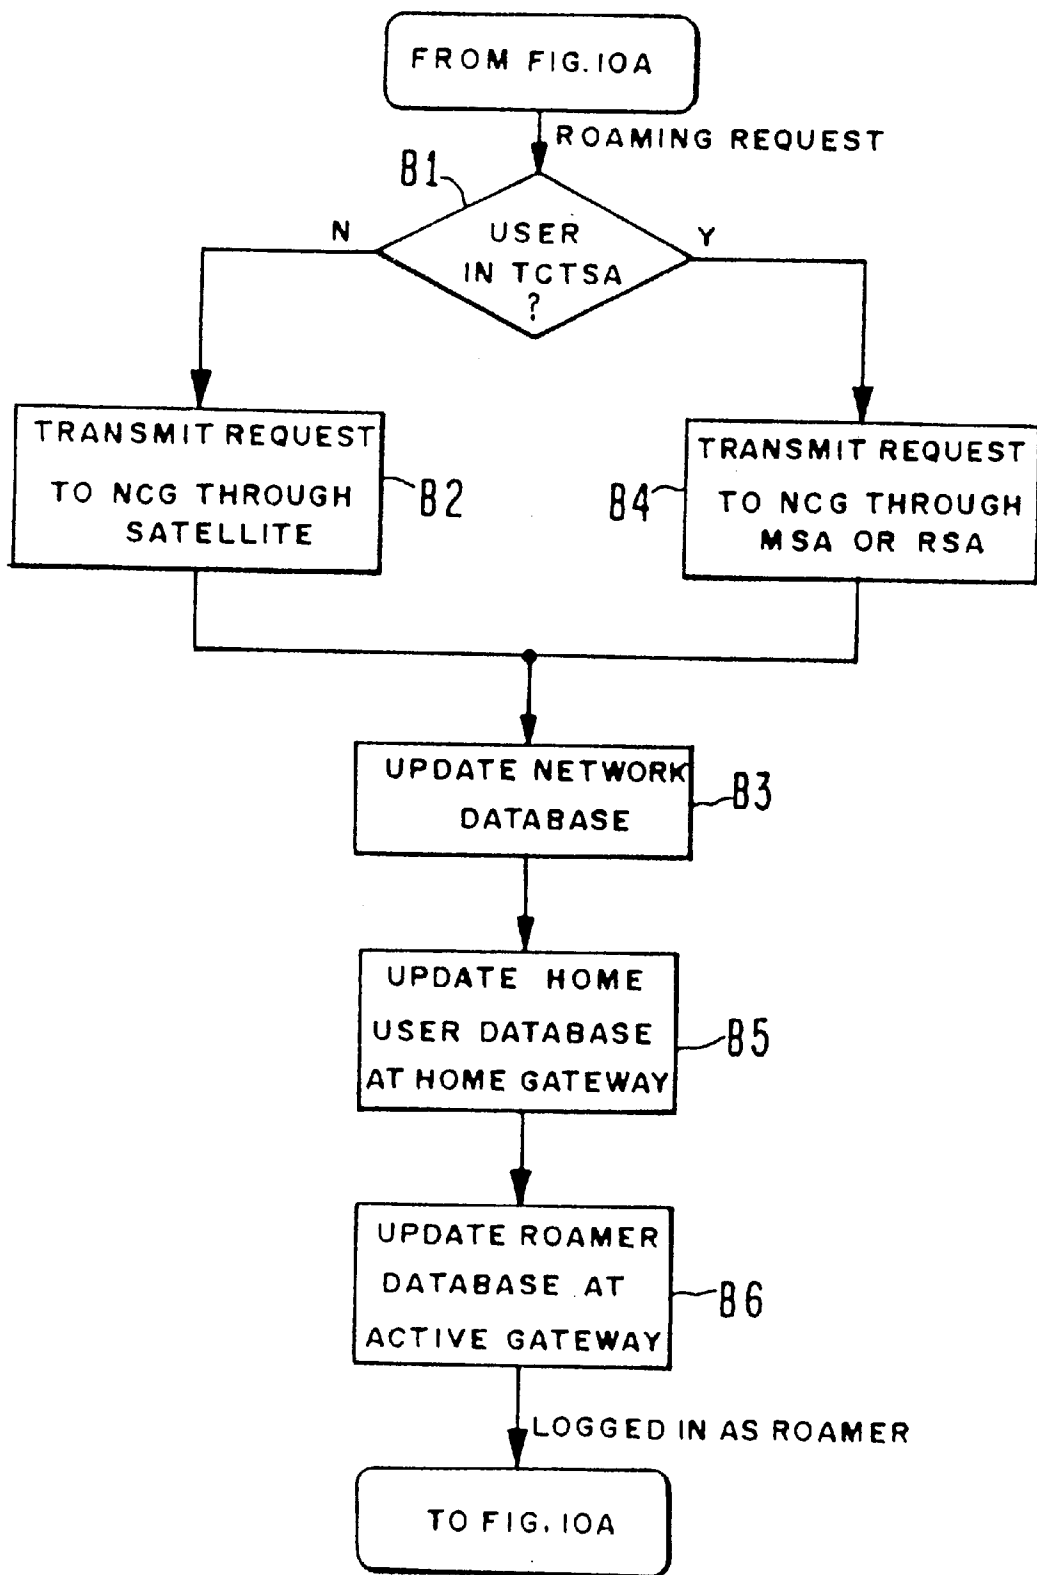 FROM FIG. 10A
ROAMING REQUEST
B1
N
USER
IN TCTSA
?
Y
TRANSMIT REQUEST
TO NCG THROUGH
SATELLITE
B2
B4
TRANSMIT REQUEST
TO NCG THROUGH
MSA OR RSA
UPDATE NETWORK
DATABASE
B3
UPDATE HOME
USER DATABASE
AT HOME GATEWAY
B5
UPDATE ROAMER
DATABASE AT
ACTIVE GATEWAY
B6
LOGGED IN AS ROAMER
TO FIG. 10A